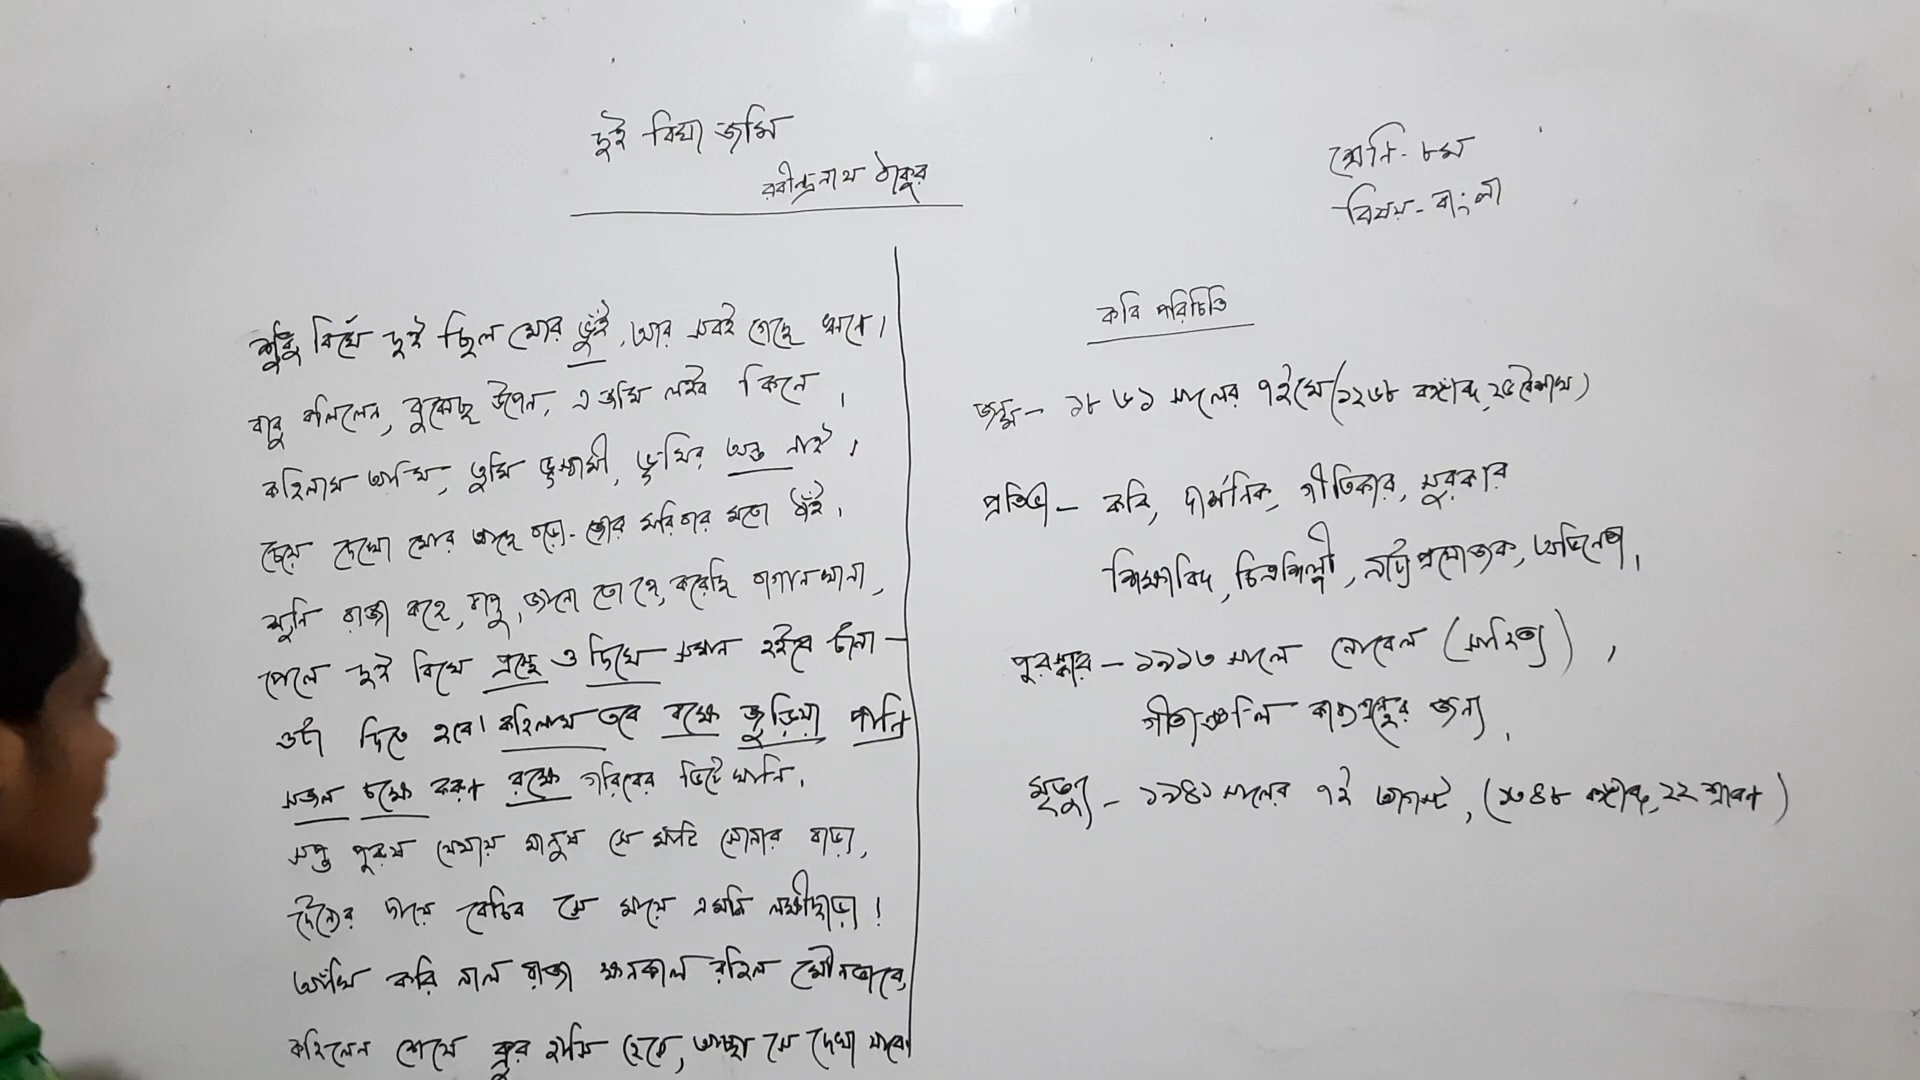 দুই বিঘা জমি
রবীন্দ্রনাথ ঠাকুর
শ্রেনি- ৮ম
বিষয়- বাংলা
শুধু বিঘে দুই ছিল মোর ভুঁই, আর সবই গেছে ঋণে।
বাবু বলিলেন, বুঝেছ উপেন, এ জমি লইব কিনে,
কহিলাম আমি, তুমি ভূস্বামী, ভূমির অন্ত নাই।
চেয়ে দেখো মোর আছে বড়ো- জোর মরিবার মতো ঠাঁই।
শুনি রাজা কহে, বাপু, জানো তো হে, করেছি বাগানখানা,
পেলে দুই বিঘে প্রস্থে ও দিঘে সমান হইবে টানা –
ওটা দিতে হবে। কহিলাম তবে বক্ষে জুড়িয়া পানি
সজল চক্ষে করুণ রক্ষে গরিবের ভিটেখানি।
সপ্ত পুরুষ যেথায় মানুষ সে মাটি সোনার বাড়া,
দৈন্যের দায়ে বেচিব সে মায়ে এমনি লক্ষীছাড়া!
আঁখি করি লাল রাজা ক্ষনকাল রহিল মৌনভাবে,
কহিলেন শেষে ক্রূর হাসি হেসে, আচ্ছা সে দেখা যাবে।
কবি পরিচিতি
জন্ম – ১৮৬১ সালের ৭ই মে (১২৬৮ বঙ্গাব্দ, ২৫ বৈশাখ)
প্রতিভা – কবি, দার্শনিক, গীতিকার, সুরকার
শিক্ষাবিদ, চিত্রশিল্পী, নাট্যপ্রযোজক, অভিনেতা,
পুরস্কার – ১৯১৩ সালে নোবেল (সাহিত্য),
গীতাঞ্জলি কাব্যগ্রন্থের জন্য,
মৃত্যু – ১৯৪১ সালের ৭ই আগস্ট, (১৩৪৮ বঙ্গাব্দ, ২২ শ্রাবণ)